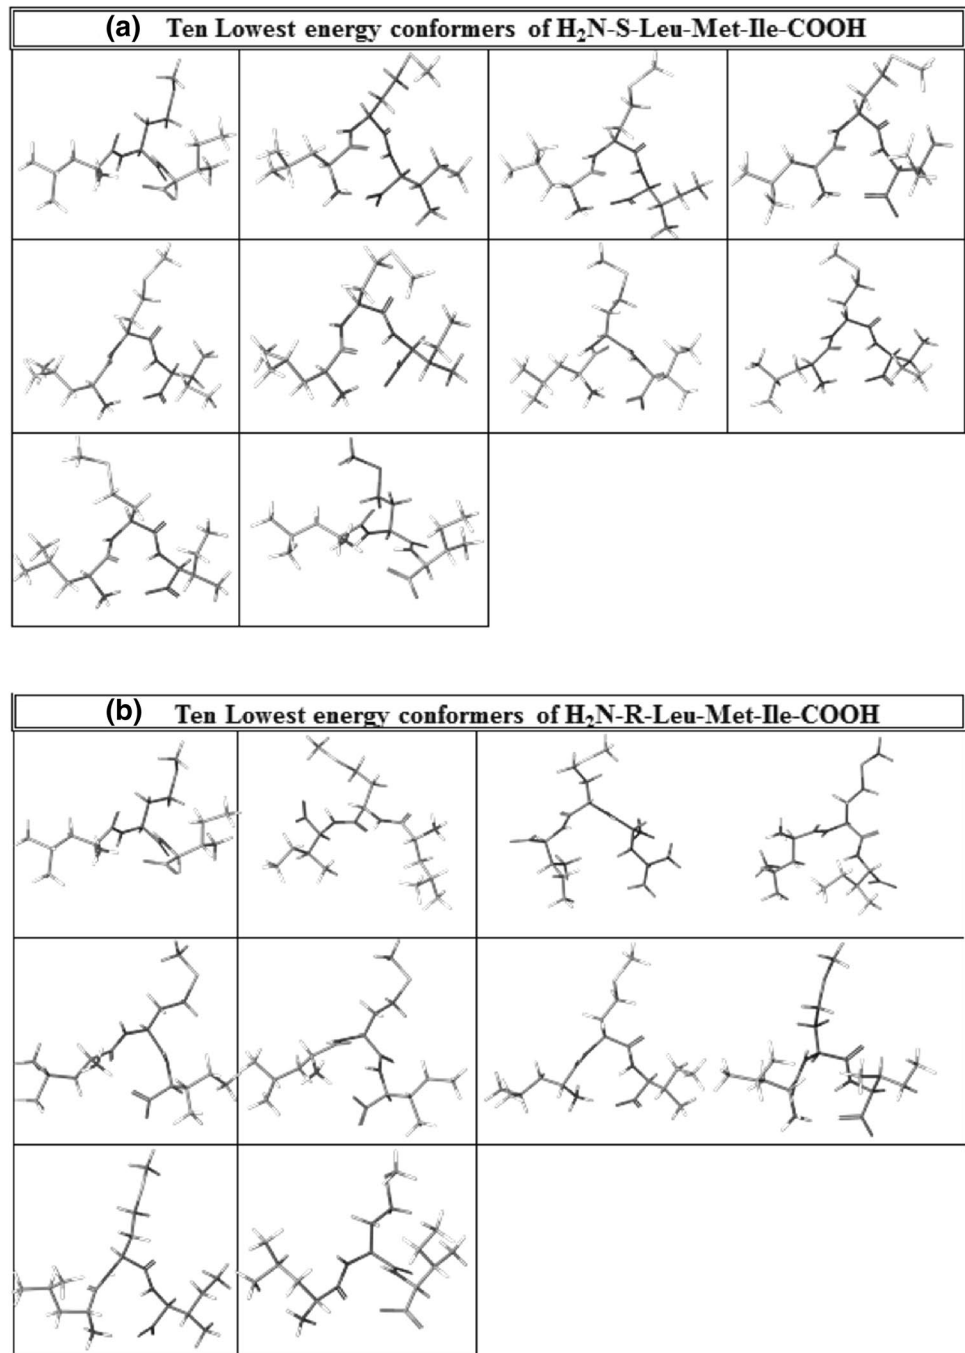 (a) Ten Lowest energy conformers of H₂N-S-Leu-Met-Ile-COOH
(b) Ten Lowest energy conformers of H₂N-R-Leu-Met-Ile-COOH